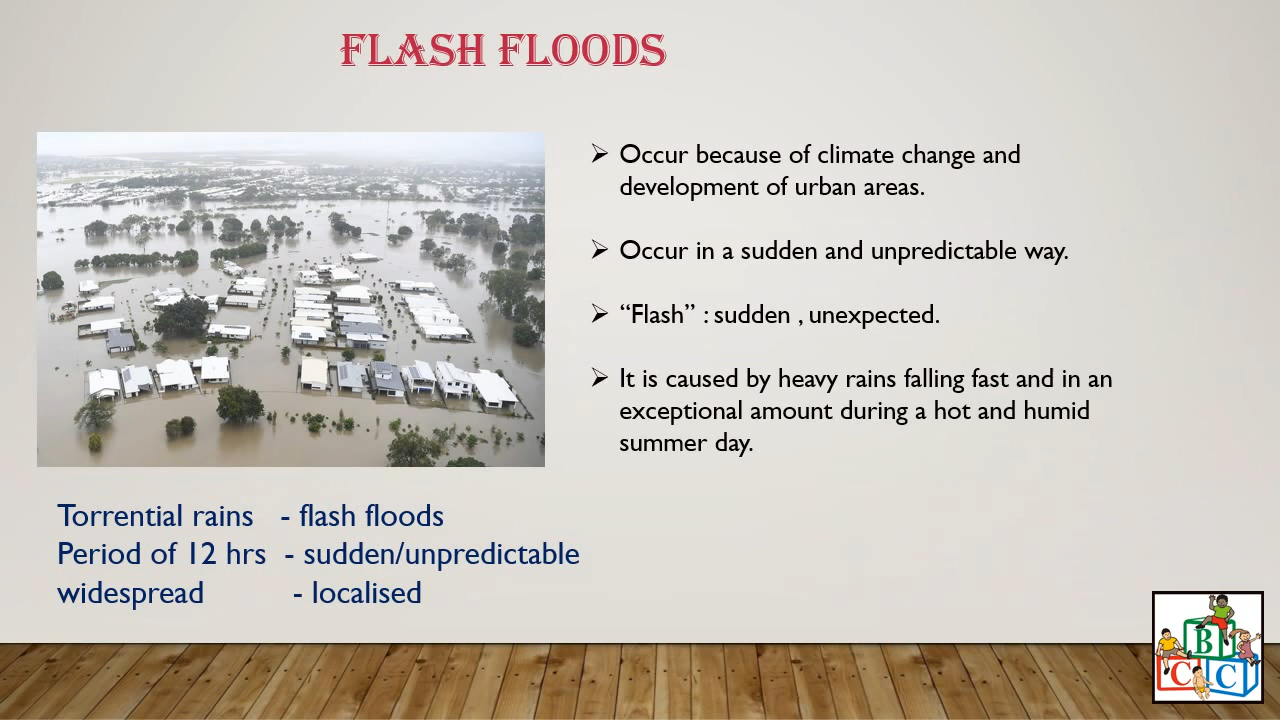 FLASH FLOODS
➢ Occur because of climate change and
development of urban areas.
➢ Occur in a sudden and unpredictable way.
➢ “Flash” : sudden , unexpected.
➢ It is caused by heavy rains falling fast and in an
exceptional amount during a hot and humid
summer day.
Torrential rains - flash floods
Period of 12 hrs - sudden/unpredictable
widespread - localised
B
C C